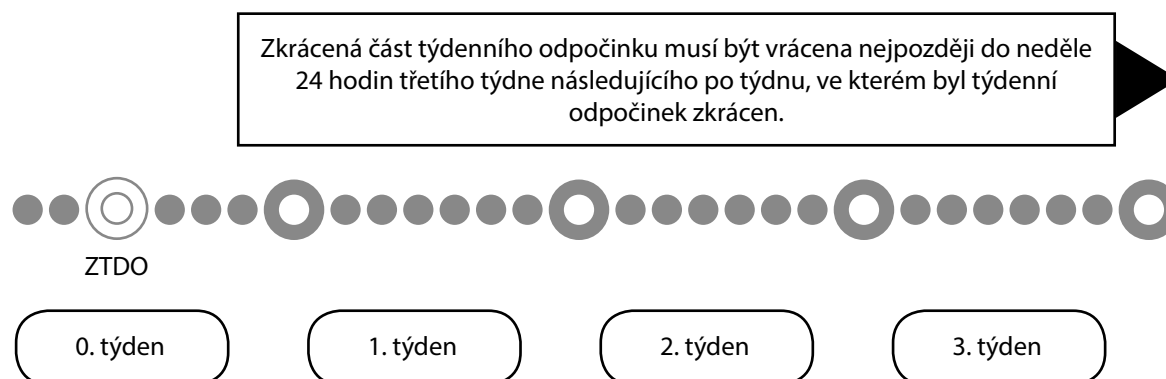 Zkrácená část týdenního odpočinku musí být vrácena nejpozději do neděle
24 hodin třetího týdne následujícího po týdnu, ve kterém byl týdenní
odpočinek zkrácen.
ZTDO
0. týden
1. týden
2. týden
3. týden